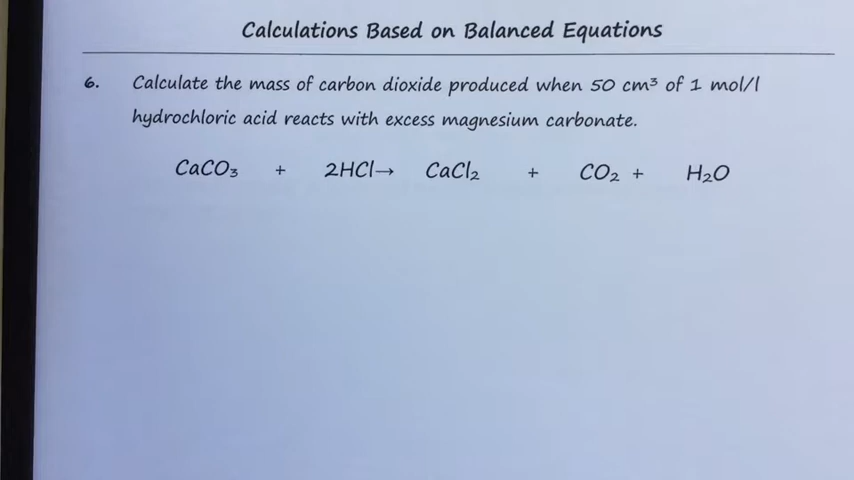 Calculations Based on Balanced Equations
6. Calculate the mass of carbon dioxide produced when 50 cm³ of 1 mol/l
hydrochloric acid reacts with excess magnesium carbonate.
CaCO₃ + 2HCl→ CaCl₂ + CO₂ + H₂O